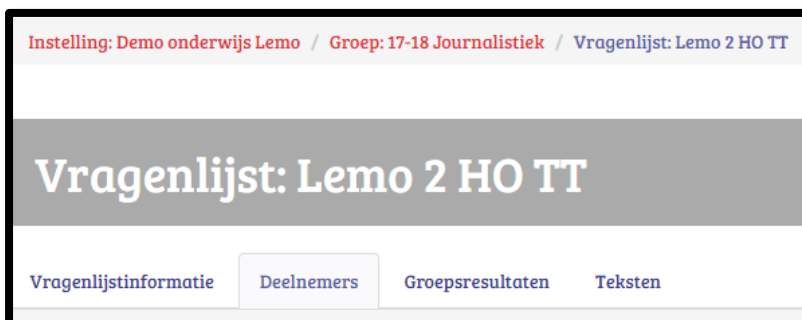 Instelling: Demo onderwijs Lemo / Groep: 17-18 Journalistiek / Vragenlijst: Lemo 2 HO TT
Vragenlijst: Lemo 2 HO TT
Vragenlijstinformatie Deelnemers Groepsresultaten Teksten